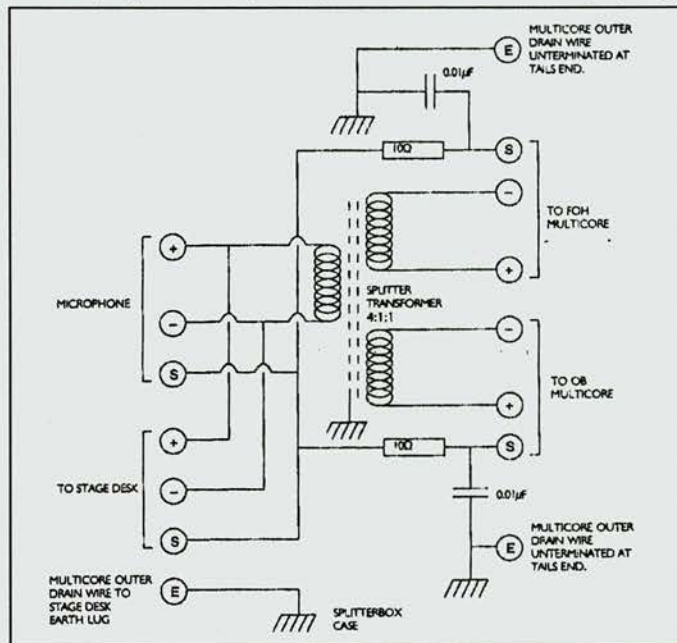 MULTICORE OUTER
DRAIN WIRE
UNTERMINATED AT
TAILS END.
E
0.01µF
10Ω
S
−
+
TO FOH
MULTICORE
MICROPHONE
+
−
S
SPLITTER
TRANSFORMER
4:1:1
−
+
S
TO OB
MULTICORE
10Ω
0.01µF
TO STAGE DESK
+
−
S
MULTICORE OUTER
DRAIN WIRE
UNTERMINATED AT
TAILS END.
E
MULTICORE OUTER
DRAIN WIRE TO
STAGE DESK
EARTH LUG
E
SPLITTERBOX
CASE